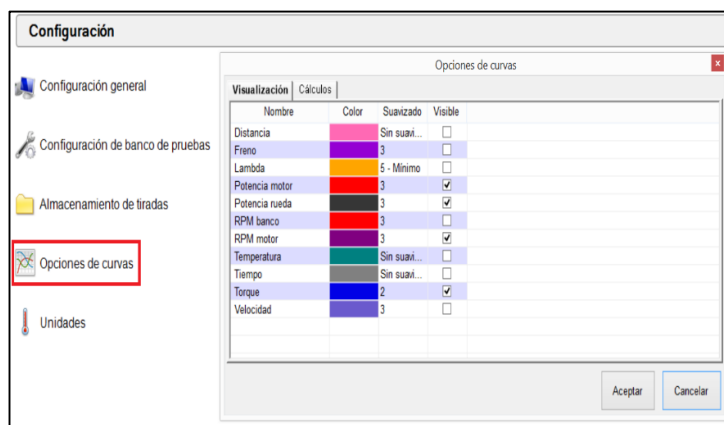 Configuración
Configuración general
Configuración de banco de pruebas
Almacenamiento de tiradas
Opciones de curvas
Unidades
Opciones de curvas
x
Visualización Cálculos
Nombre Color Suavizado Visible
Distancia Sin suavi...
Freno 3
Lambda 5 - Mínimo
Potencia motor 3
Potencia rueda 3
RPM banco 3
RPM motor 3
Temperatura Sin suavi...
Tiempo Sin suavi...
Torque 2
Velocidad 3
Aceptar Cancelar